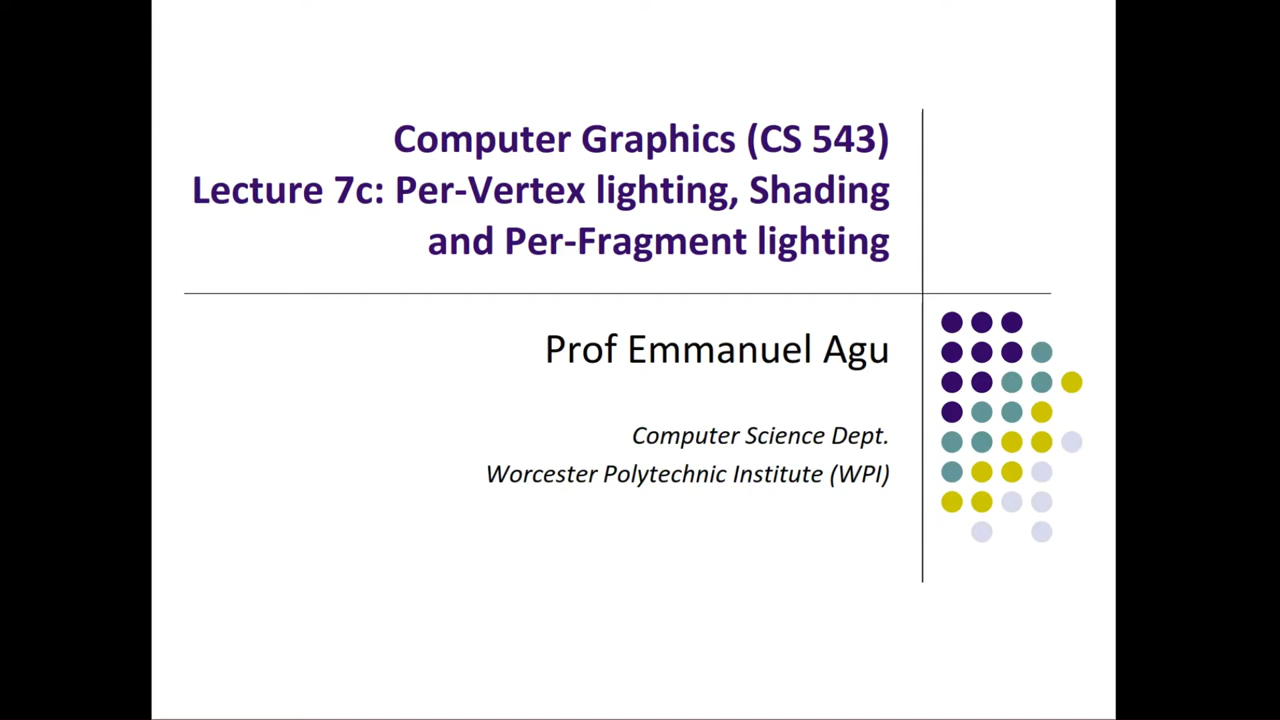 Computer Graphics (CS 543)
Lecture 7c: Per-Vertex lighting, Shading
and Per-Fragment lighting
Prof Emmanuel Agu
Computer Science Dept.
Worcester Polytechnic Institute (WPI)